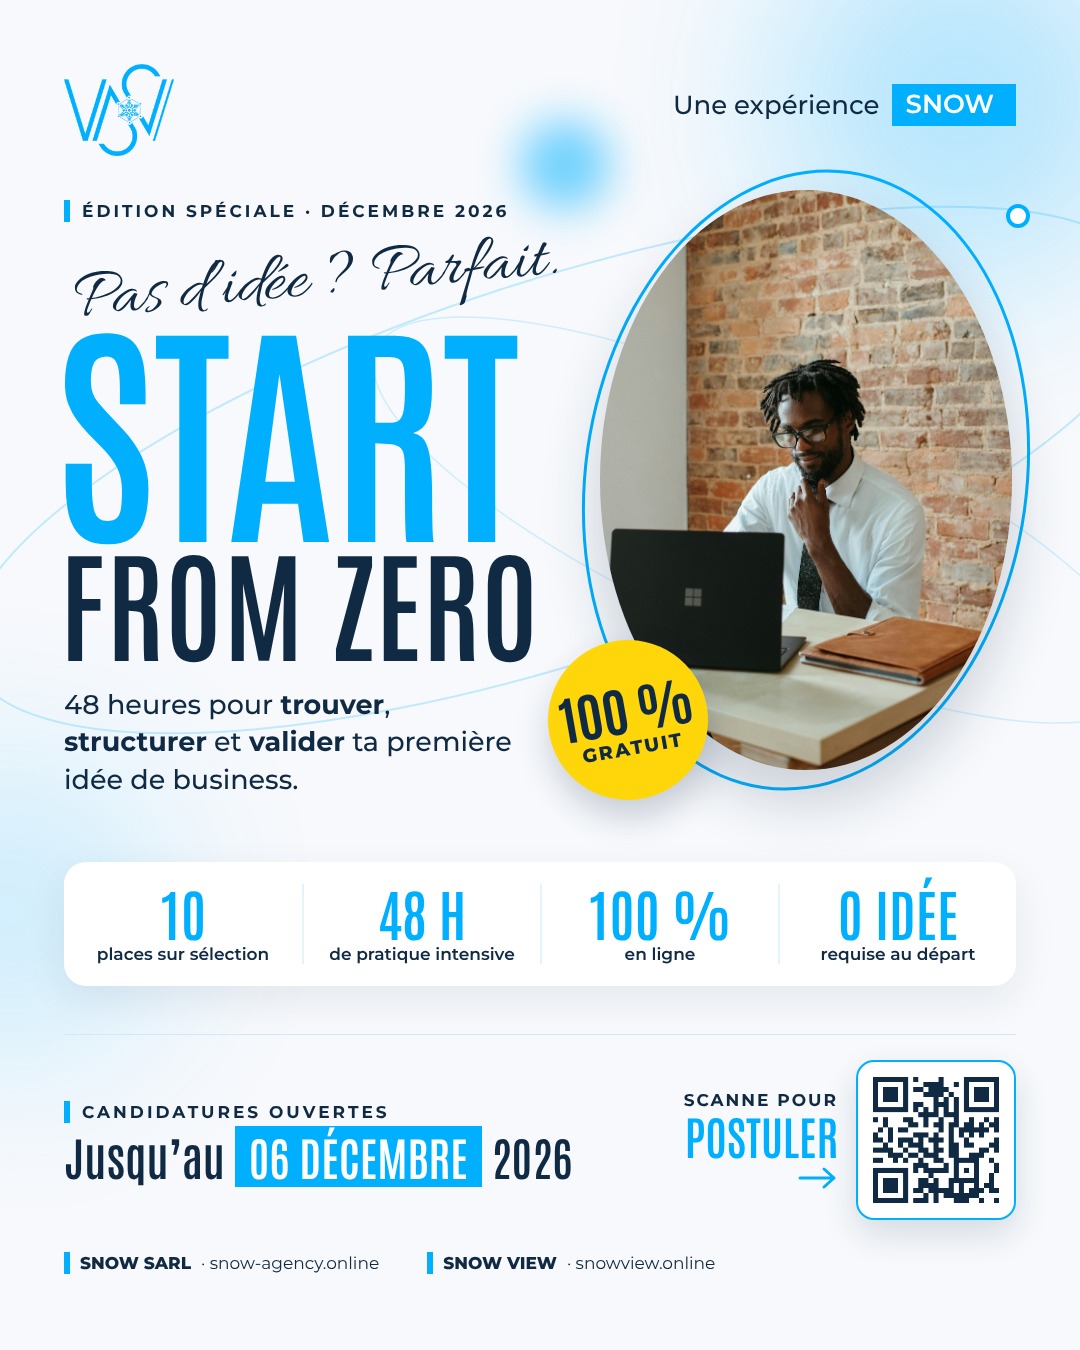 Une expérience SNOW
ÉDITION SPÉCIALE · DÉCEMBRE 2026
Pas d'idée ? Parfait.
START
FROM ZERO
48 heures pour trouver,
structurer et valider ta première
idée de business.
100 %
GRATUIT
10
places sur sélection
48 H
de pratique intensive
100 %
en ligne
0 IDÉE
requise au départ
CANDIDATURES OUVERTES
Jusqu’au 06 DÉCEMBRE 2026
SCANNE POUR
POSTULER
→
SNOW SARL · snow-agency.online
SNOW VIEW · snowview.online